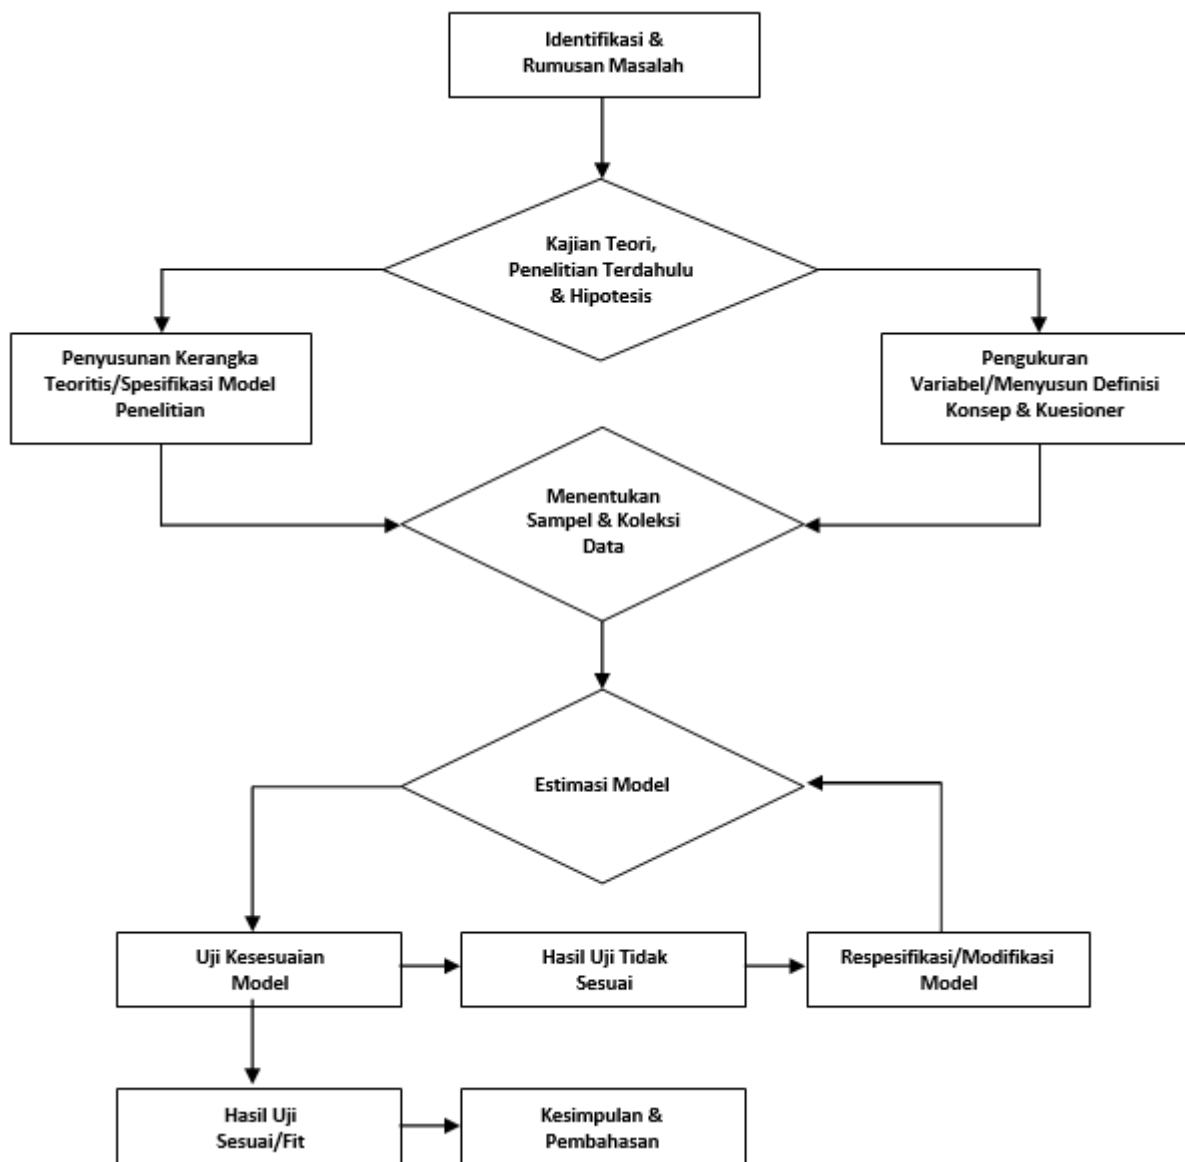 Identifikasi &
Rumusan Masalah
Kajian Teori,
Penelitian Terdahulu
& Hipotesis
Penyusunan Kerangka
Teoritis/Spesifikasi Model
Penelitian
Pengukuran
Variabel/Menyusun Definisi
Konsep & Kuesioner
Menentukan
Sampel & Koleksi
Data
Estimasi Model
Uji Kesesuaian
Model
Hasil Uji Tidak
Sesuai
Respesifikasi/Modifikasi
Model
Hasil Uji
Sesuai/Fit
Kesimpulan &
Pembahasan